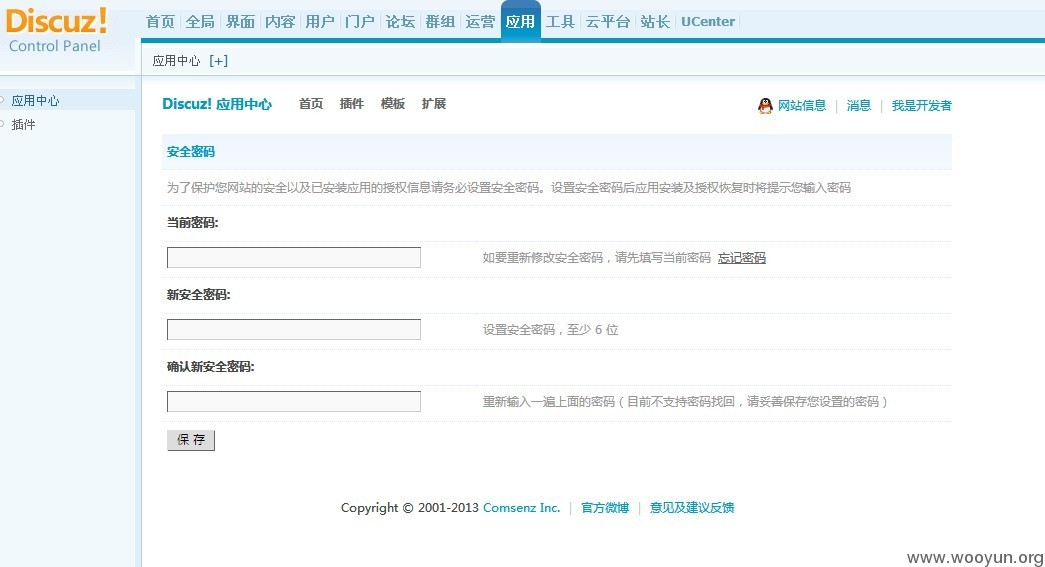 Discuz!
Control Panel
首页 全局 界面 内容 用户 门户 论坛 群组 运营 应用 工具 云平台 站长 UCenter
应用中心 [+]
应用中心
插件
Discuz! 应用中心 首页 插件 模板 扩展 网站信息 | 消息 | 我是开发者
安全密码
为了保护您网站的安全以及已安装应用的授权信息请务必设置安全密码。设置安全密码后应用安装及授权恢复时将提示您输入密码
当前密码:
如要重新修改安全密码，请先填写当前密码 忘记密码
新安全密码:
设置安全密码，至少 6 位
确认新安全密码:
重新输入一遍上面的密码（目前不支持密码找回，请妥善保存您设置的密码）
保 存
Copyright © 2001-2013 Comsenz Inc. | 官方微博 | 意见及建议反馈
www.wooyun.org